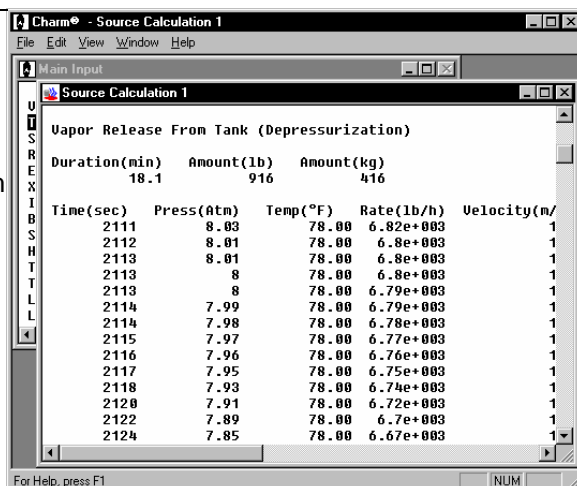 Charm® - Source Calculation 1
File Edit View Window Help
Main Input
Source Calculation 1
Vapor Release From Tank (Depressurization)
Duration(min) Amount(lb) Amount(kg)
18.1 916 416
Time(sec) Press(Atm) Temp(°F) Rate(lb/h) Velocity(m/
2111 8.03 78.00 6.82e+003 1
2112 8.01 78.00 6.8e+003 1
2113 8.01 78.00 6.8e+003 1
2113 8 78.00 6.8e+003 1
2113 8 78.00 6.79e+003 1
2114 7.99 78.00 6.79e+003 1
2114 7.98 78.00 6.78e+003 1
2115 7.97 78.00 6.77e+003 1
2116 7.96 78.00 6.76e+003 1
2117 7.95 78.00 6.75e+003 1
2118 7.93 78.00 6.74e+003 1
2120 7.91 78.00 6.72e+003 1
2122 7.89 78.00 6.7e+003 1
2124 7.85 78.00 6.67e+003 1
For Help, press F1
NUM